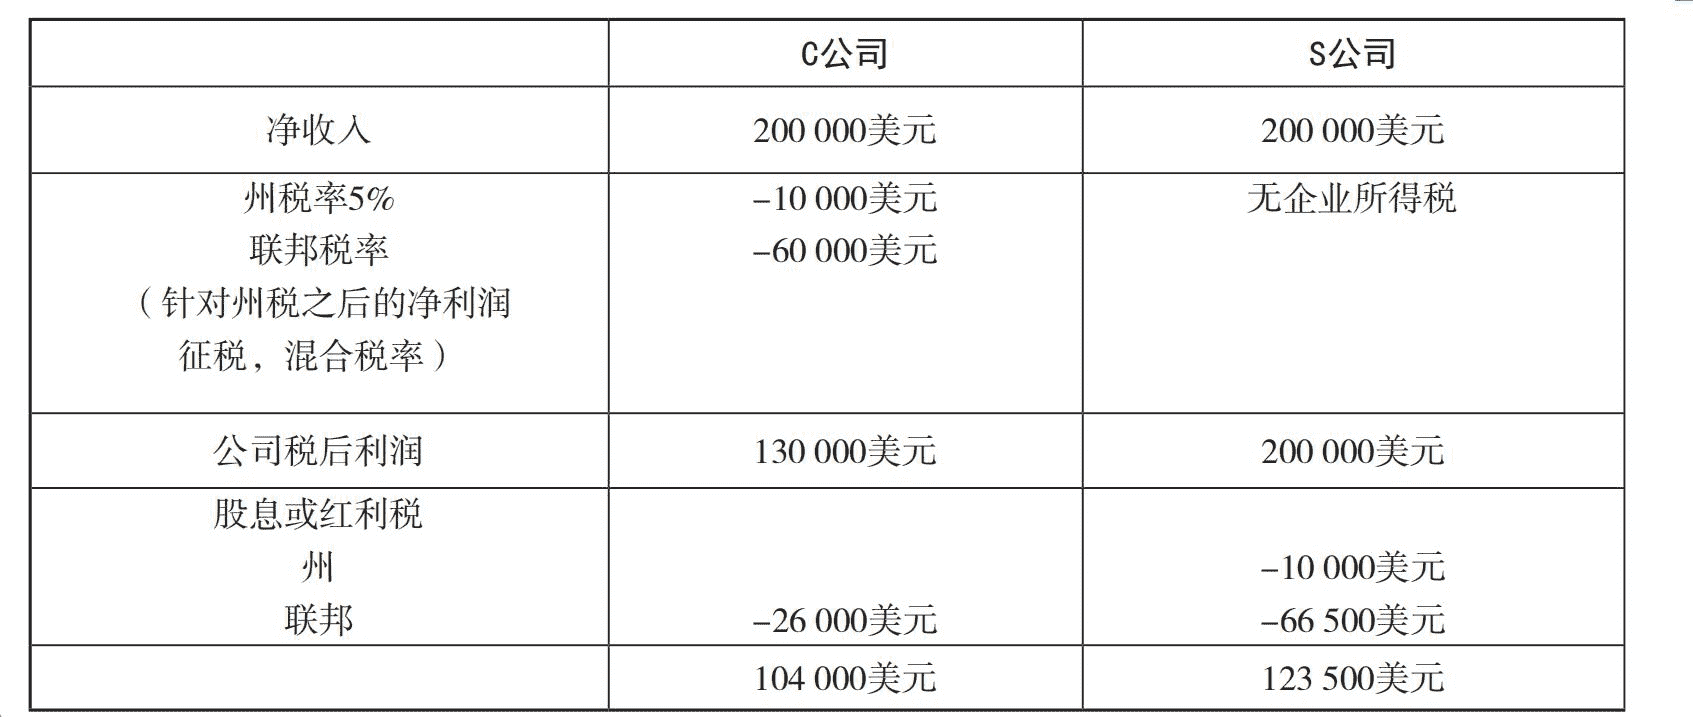 C公司 S公司
净收入 200 000美元 200 000美元
州税率5% –10 000美元 无企业所得税
联邦税率 –60 000美元
（针对州税之后的净利润
征税，混合税率）
公司税后利润 130 000美元 200 000美元
股息或红利税
州 –10 000美元
联邦 –26 000美元 –66 500美元
104 000美元 123 500美元